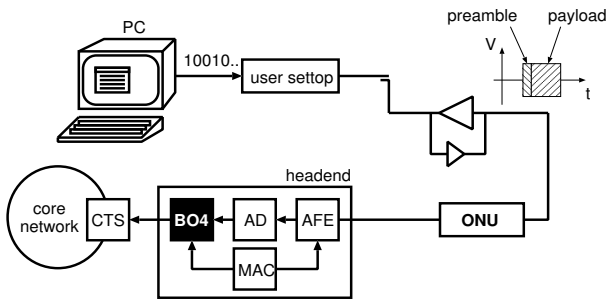 PC
preamble
payload
V
t
10010..
user settop
headend
core
network
CTS
BO4
AD
AFE
MAC
ONU